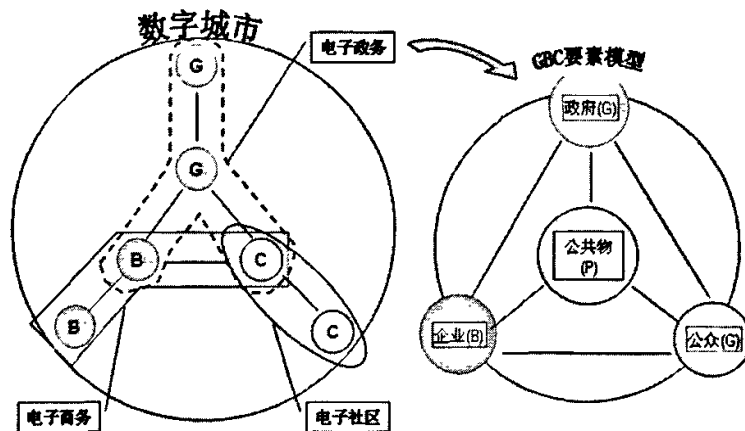 数字城市
电子政务
G
G
B
C
B
C
电子商务
电子社区
GBC要素模型
政府(G)
公共物
(P)
企业(B)
公众(G)